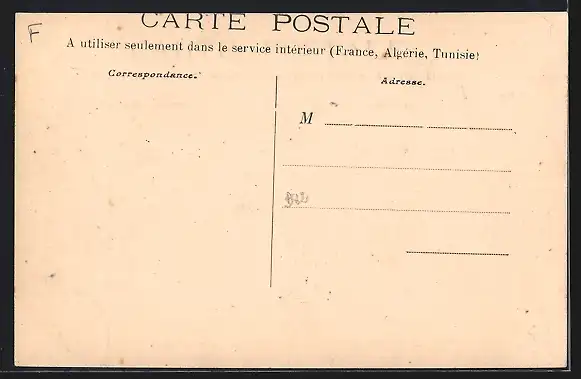 F
CARTE POSTALE
A utiliser seulement dans le service intérieur (France, Algérie, Tunisie)
Correspondance.
Adresse.
M